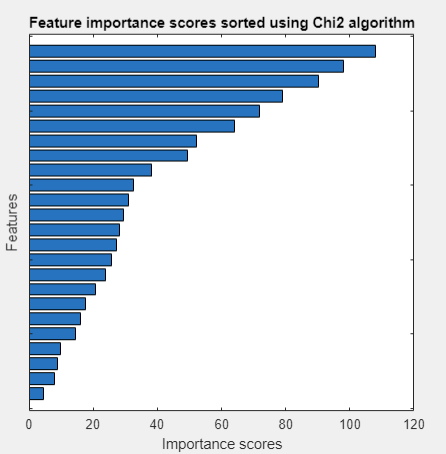 Feature importance scores sorted using Chi2 algorithm
Features
0 20 40 60 80 100 120
Importance scores